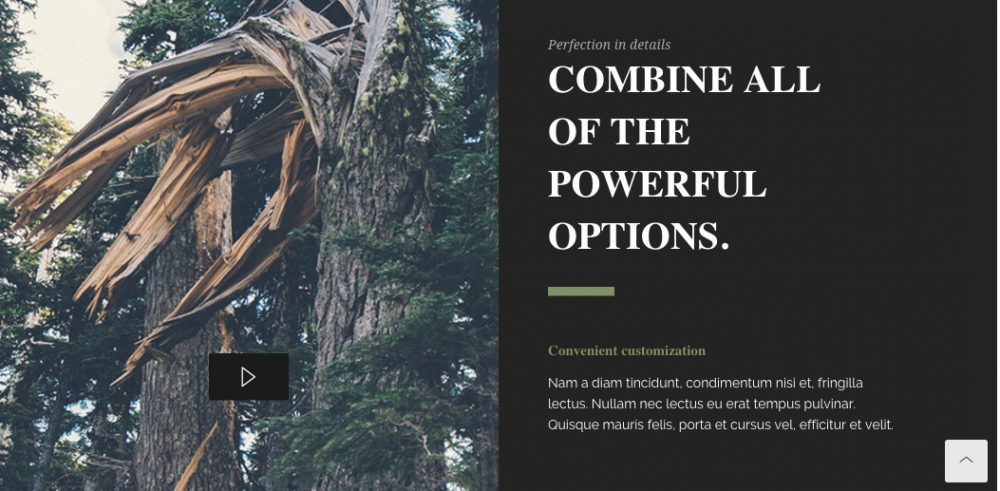 Perfection in details
COMBINE ALL
OF THE
POWERFUL
OPTIONS.
Convenient customization
Nam a diam tincidunt, condimentum nisi et, fringilla
lectus. Nullam nec lectus eu erat tempus pulvinar.
Quisque mauris felis, porta et cursus vel, efficitur et velit.